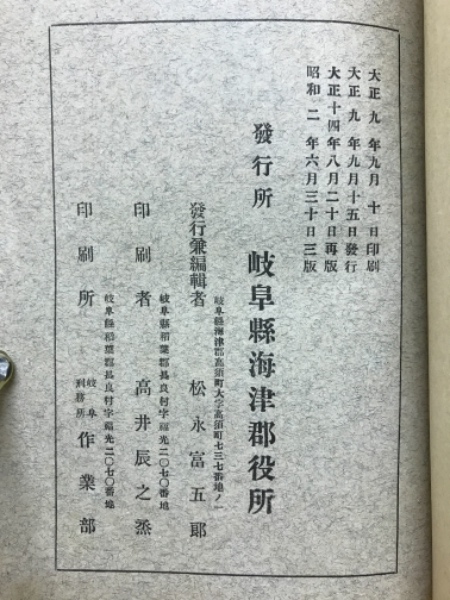 大正九年九月十日印刷
大正九年九月十五日發行
大正十四年八月二十日再版
昭和二年六月三十日三版
發行所 岐阜縣海津郡役所
岐阜縣海津郡高須町大字高須町七三七番地ノ一
發行兼編輯者 松永富五郎
岐阜縣稻葉郡長良村字福光二〇七〇番地
印刷者 高井辰之烝
岐阜縣稻葉郡長良村字福光二〇七〇番地
印刷所 岐阜刑務所 作業部